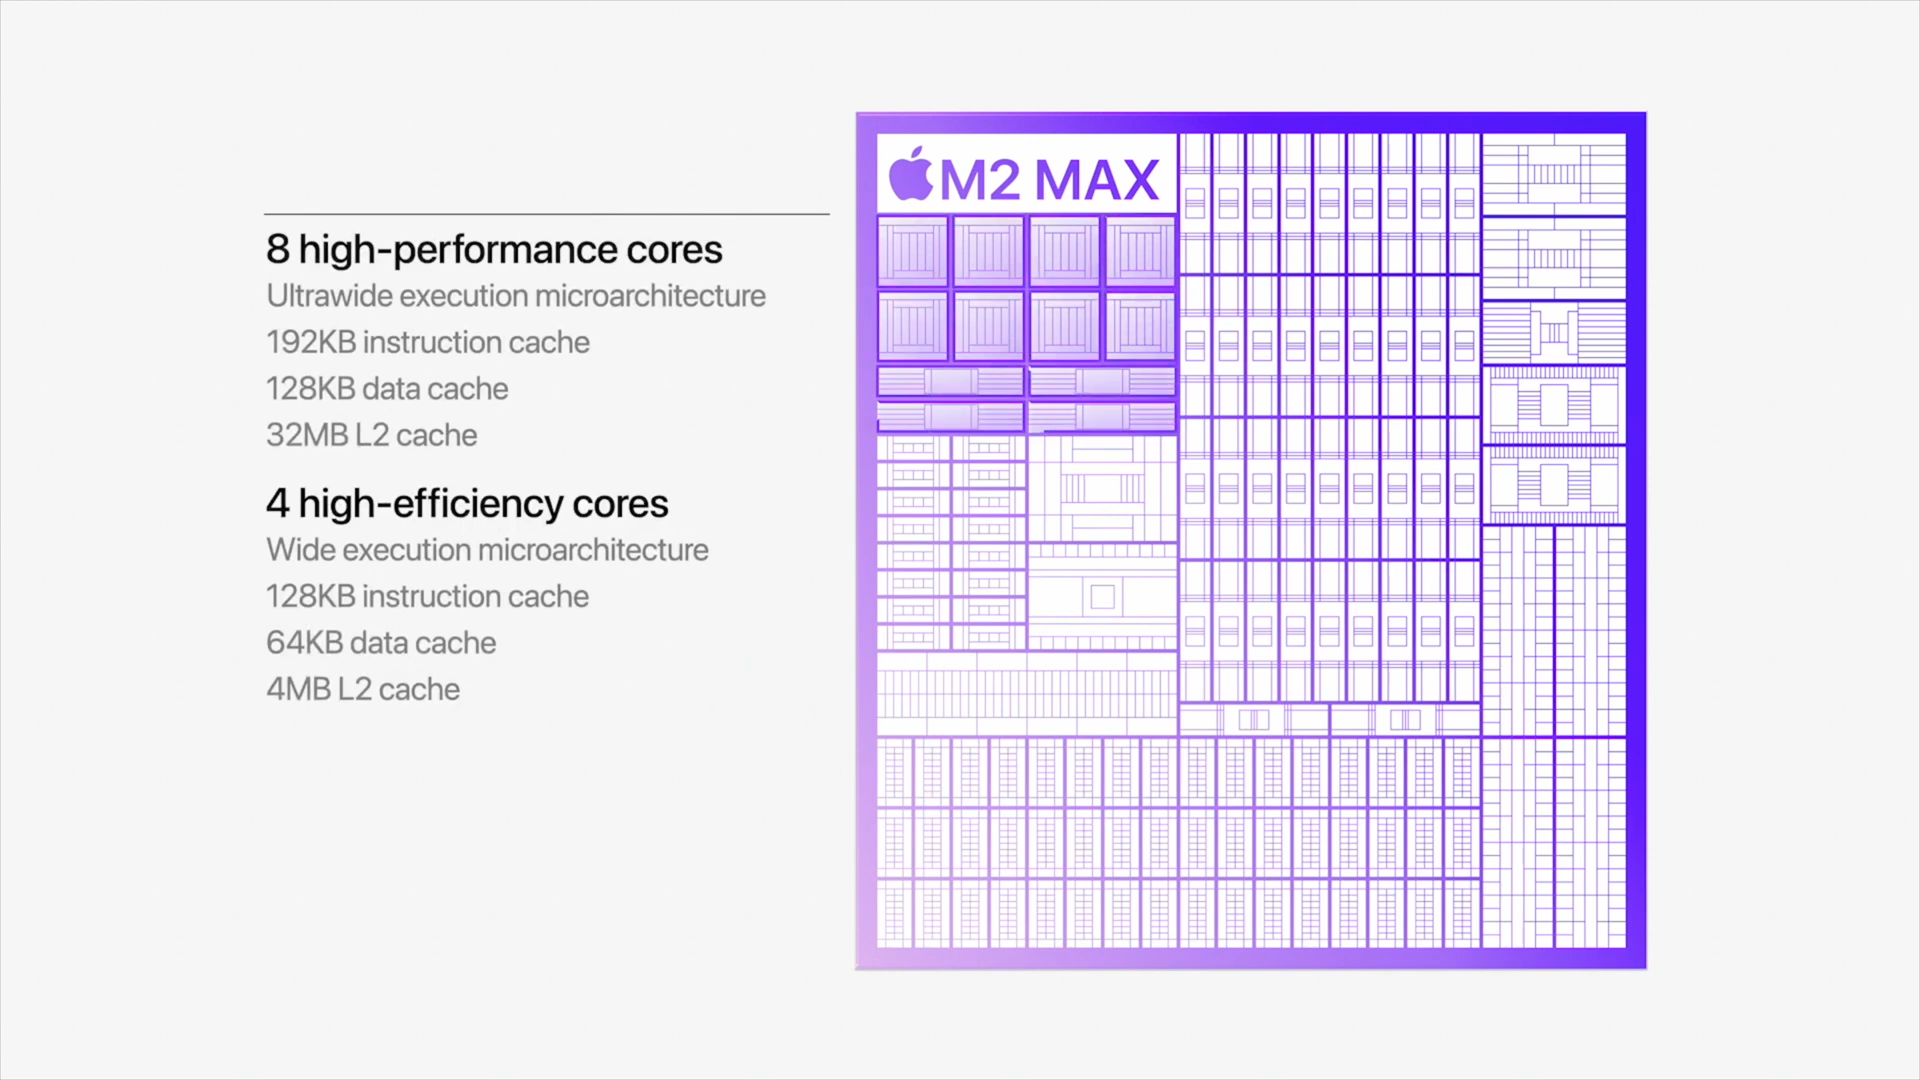 8 high-performance cores
Ultrawide execution microarchitecture
192KB instruction cache
128KB data cache
32MB L2 cache
4 high-efficiency cores
Wide execution microarchitecture
128KB instruction cache
64KB data cache
4MB L2 cache
M2 MAX